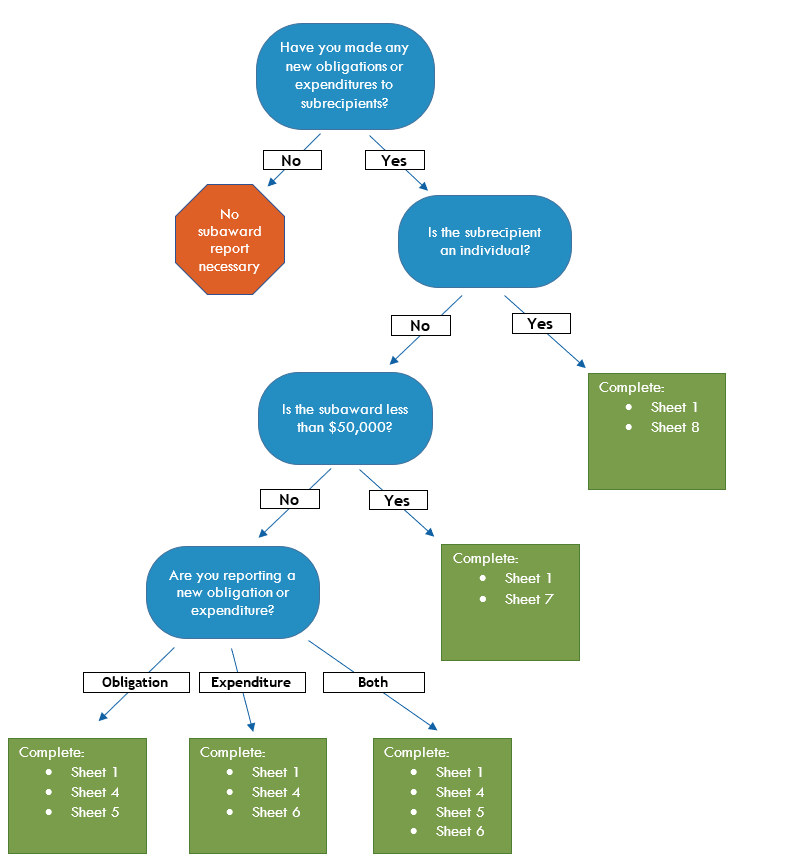 Have you made any
new obligations or
expenditures to
subrecipients?
No
Yes
No
subaward
report
necessary
Is the subrecipient
an individual?
No
Yes
Complete:
• Sheet 1
• Sheet 8
Is the subaward less
than $50,000?
No
Yes
Complete:
• Sheet 1
• Sheet 7
Are you reporting a
new obligation or
expenditure?
Obligation
Expenditure
Both
Complete:
• Sheet 1
• Sheet 4
• Sheet 5
Complete:
• Sheet 1
• Sheet 4
• Sheet 6
Complete:
• Sheet 1
• Sheet 4
• Sheet 5
• Sheet 6